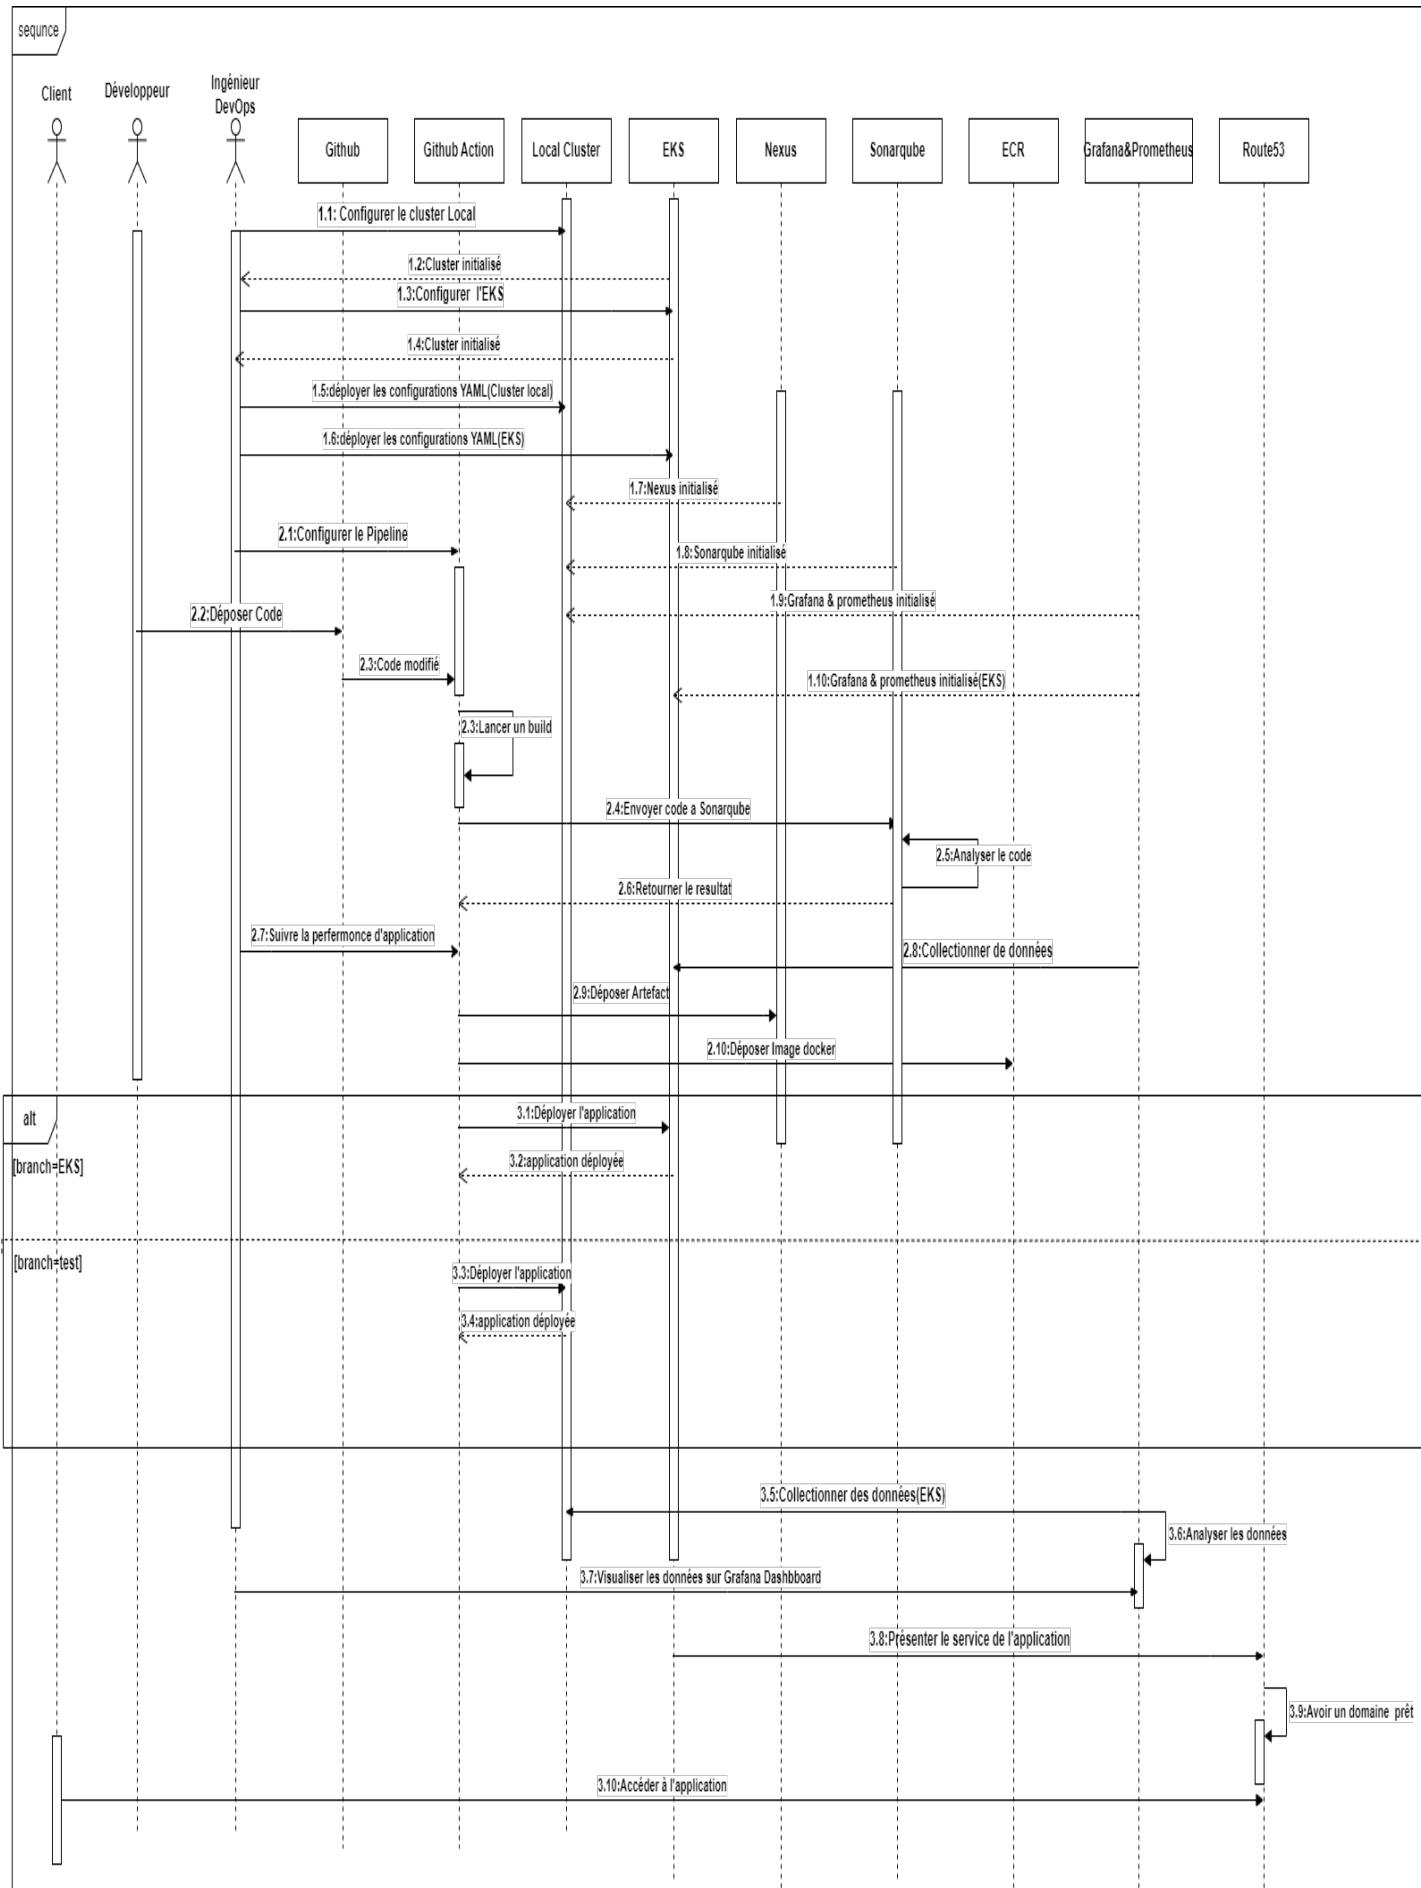 sequnce
Client
Développeur
Ingénieur
DevOps
Github
Github Action
Local Cluster
EKS
Nexus
Sonarqube
ECR
Grafana&Prometheus
Route53
1.1: Configurer le cluster Local
1.2:Cluster initialisé
1.3:Configurer l'EKS
1.4:Cluster initialisé
1.5:déployer les configurations YAML(Cluster local)
1.6:déployer les configurations YAML(EKS)
1.7:Nexus initialisé
2.1:Configurer le Pipeline
1.8:Sonarqube initialisé
1.9:Grafana & prometheus initialisé
2.2:Déposer Code
2.3:Code modifié
1.10:Grafana & prometheus initialisé(EKS)
2.3:Lancer un build
2.4:Envoyer code a Sonarqube
2.5:Analyser le code
2.6:Retourner le resultat
2.7:Suivre la perfermonce d'application
2.8:Collectionner de données
2.9:Déposer Artefact
2.10:Déposer Image docker
alt
3.1:Déployer l'application
[branch=EKS]
3.2:application déployée
[branch=test]
3.3:Déployer l'application
3.4:application déployée
3.5:Collectionner des données(EKS)
3.6:Analyser les données
3.7:Visualiser les données sur Grafana Dashbboard
3.8:Présenter le service de l'application
3.9:Avoir un domaine prêt
3.10:Accéder à l'application